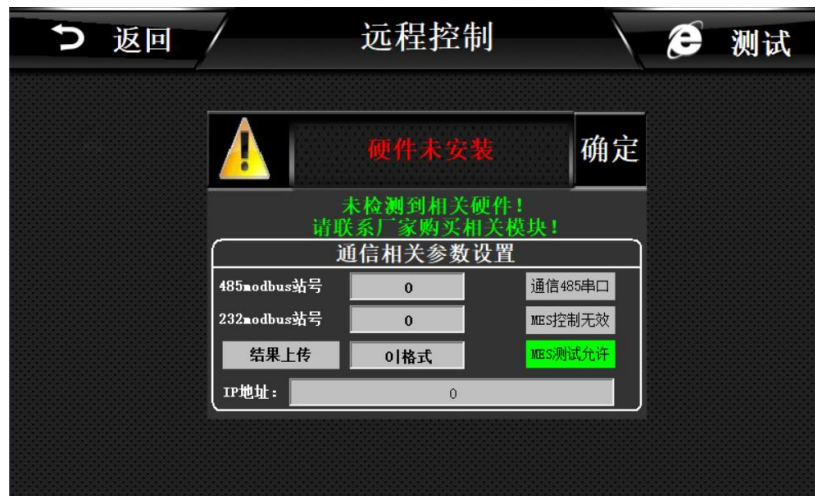 返回
远程控制
测试
硬件未安装
确定
未检测到相关硬件！
请联系厂家购买相关模块！
通信相关参数设置
485modbus站号 0 通信485串口
232modbus站号 0 MES控制无效
结果上传 0|格式 MES测试允许
IP地址： 0